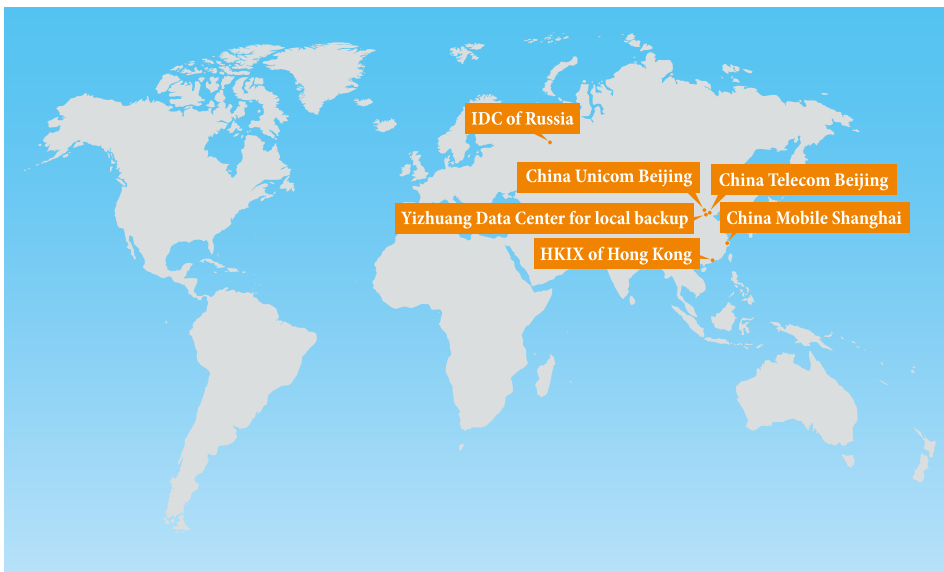 IDC of Russia
China Unicom Beijing
China Telecom Beijing
Yizhuang Data Center for local backup
China Mobile Shanghai
HKIX of Hong Kong